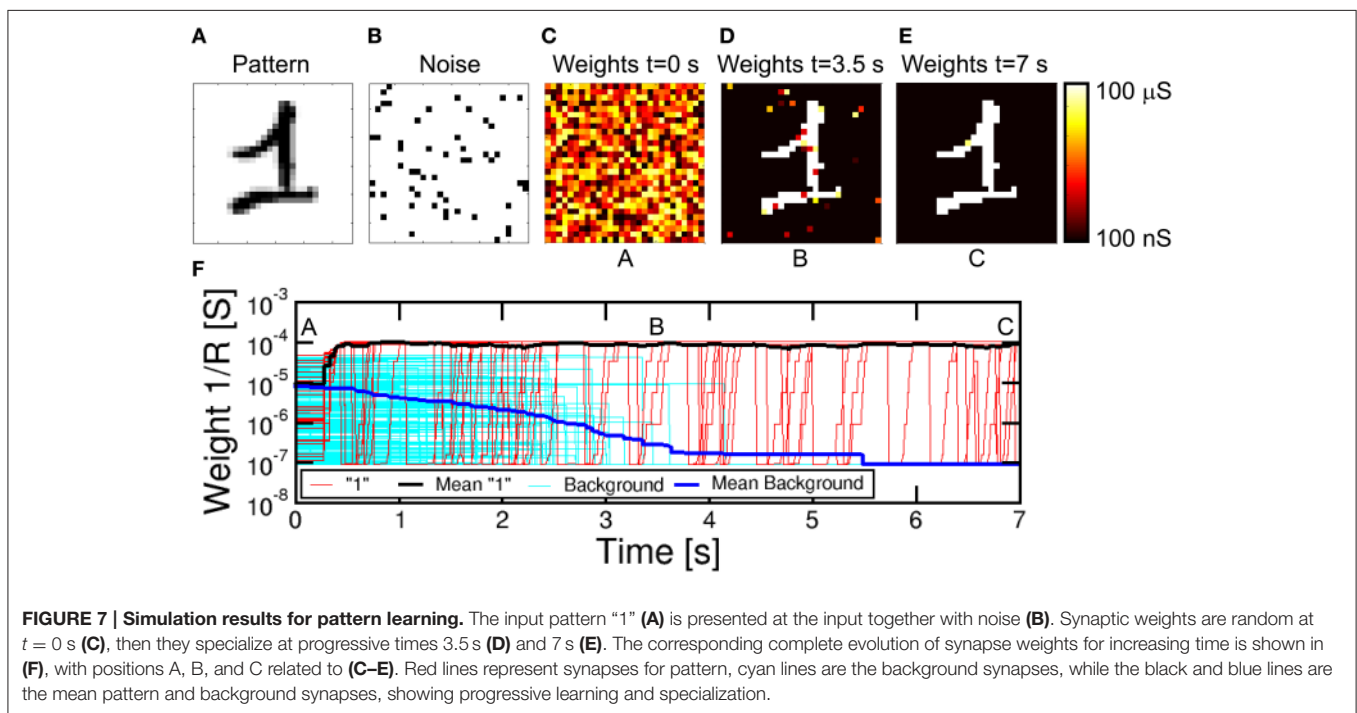 A B C D E
Pattern Noise Weights t=0 s Weights t=3.5 s Weights t=7 s
100 μS
100 nS
A B C
F
Weight 1/R [S]
10⁻³
10⁻⁴
10⁻⁵
10⁻⁶
10⁻⁷
10⁻⁸
A B C
"1" Mean "1" Background Mean Background
0 1 2 3 4 5 6 7
Time [s]
FIGURE 7 | Simulation results for pattern learning. The input pattern “1” (A) is presented at the input together with noise (B). Synaptic weights are random at
t = 0 s (C), then they specialize at progressive times 3.5 s (D) and 7 s (E). The corresponding complete evolution of synapse weights for increasing time is shown in
(F), with positions A, B, and C related to (C–E). Red lines represent synapses for pattern, cyan lines are the background synapses, while the black and blue lines are
the mean pattern and background synapses, showing progressive learning and specialization.